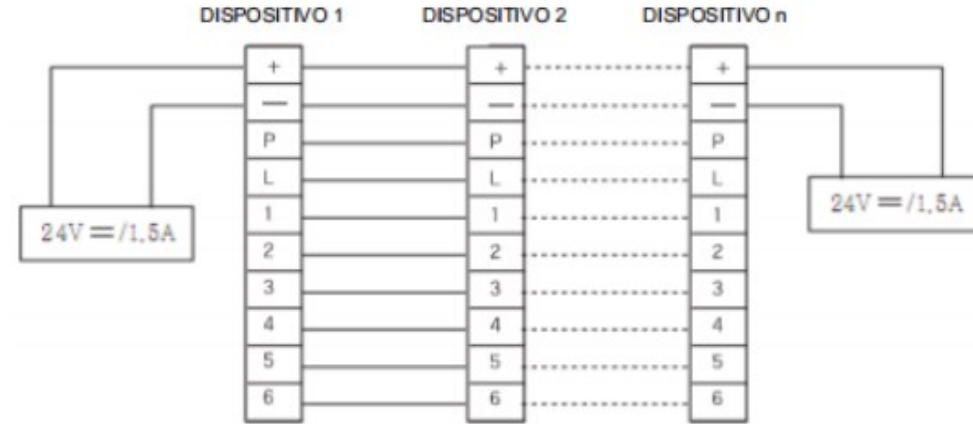 DISPOSITIVO 1 DISPOSITIVO 2 DISPOSITIVO n
+ + +
— — —
P P P
L L L
1 1 1
24V ═ /1,5A
24V ═ /1,5A
2 2 2
3 3 3
4 4 4
5 5 5
6 6 6